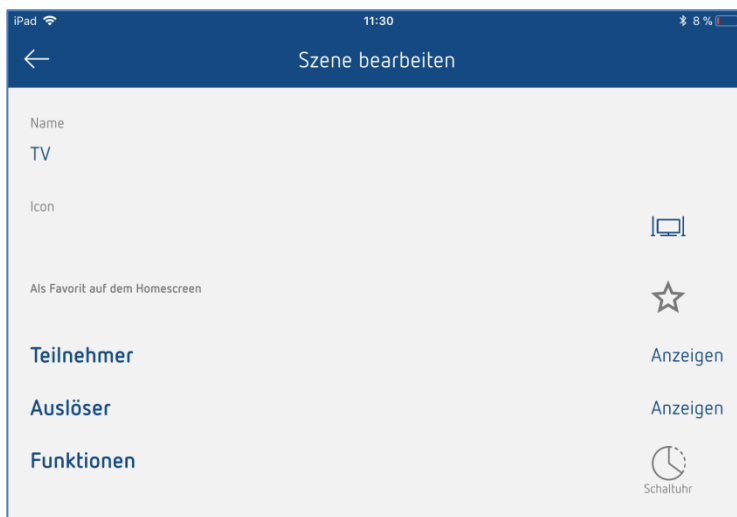 iPad 11:30 8 %
Szene bearbeiten
Name
TV
Icon
Als Favorit auf dem Homescreen
Teilnehmer Anzeigen
Auslöser Anzeigen
Funktionen
Schaltuhr